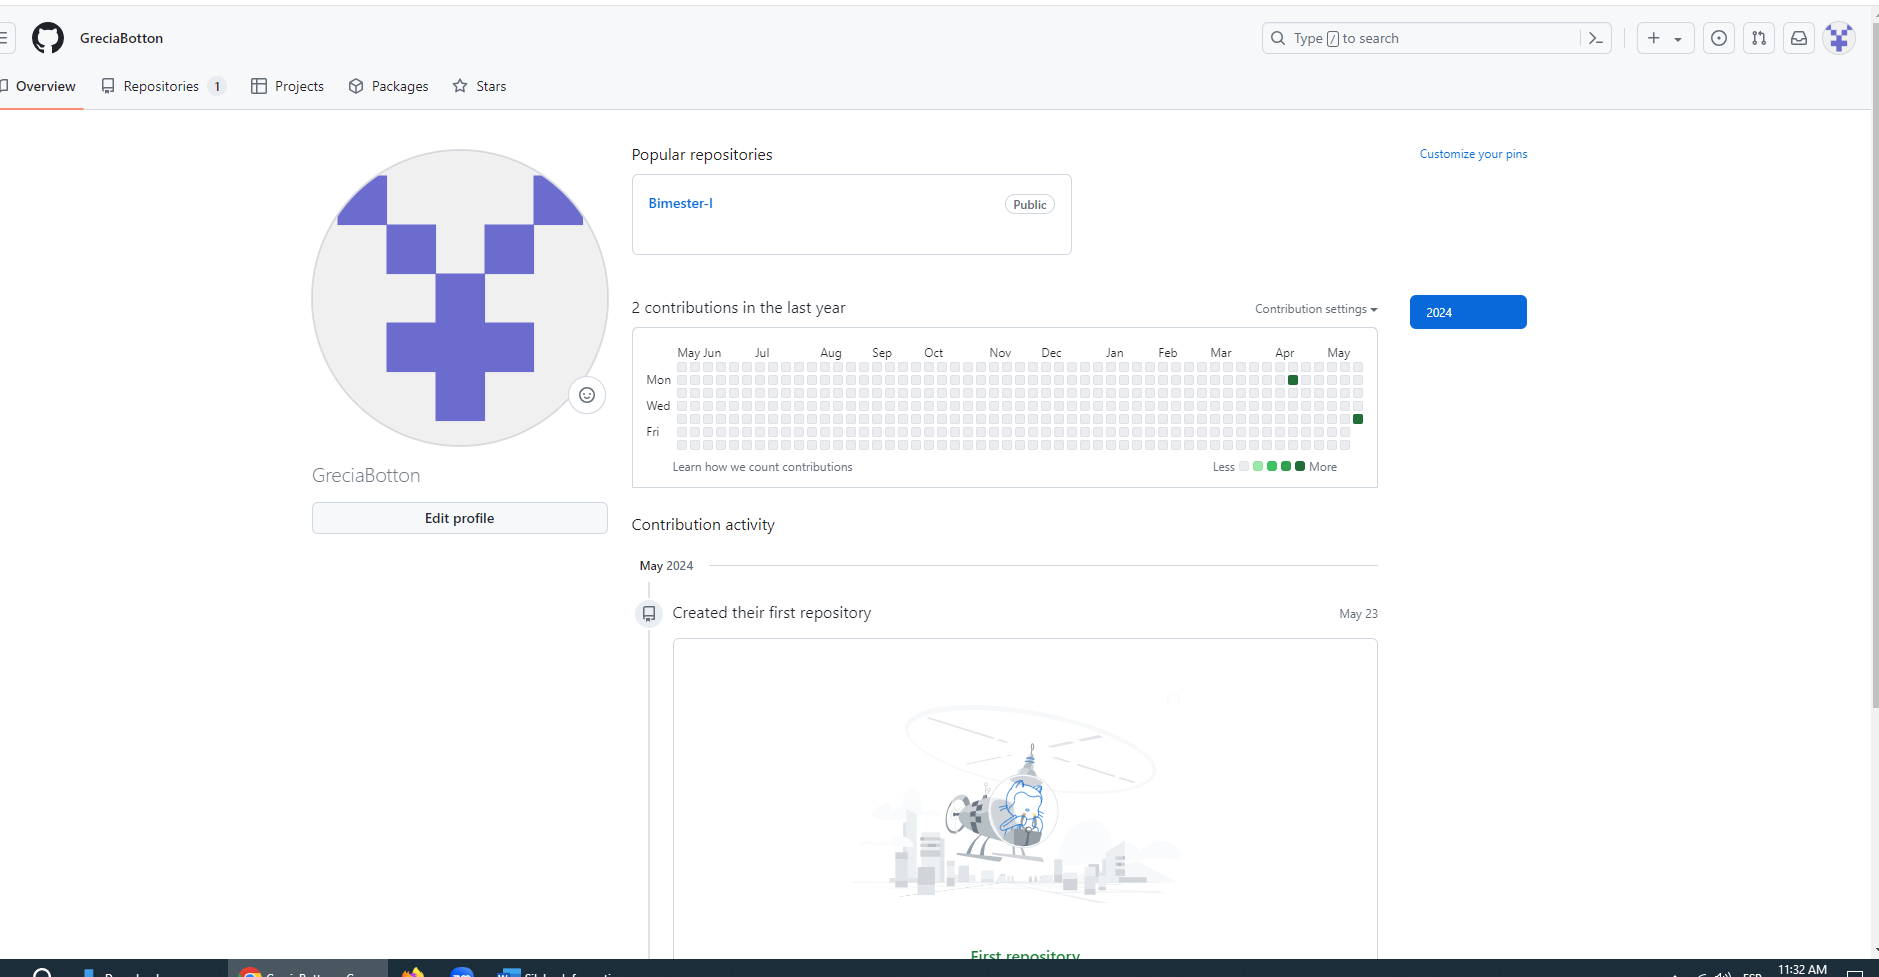 GreciaBotton
Type / to search
Overview
Repositories 1
Projects
Packages
Stars
Popular repositories
Customize your pins
Bimester-I
Public
2 contributions in the last year
Contribution settings
2024
May Jun Jul Aug Sep Oct Nov Dec Jan Feb Mar Apr May
Mon
Wed
Fri
Learn how we count contributions
Less More
GreciaBotton
Edit profile
Contribution activity
May 2024
Created their first repository
May 23
First repository
11:32 AM